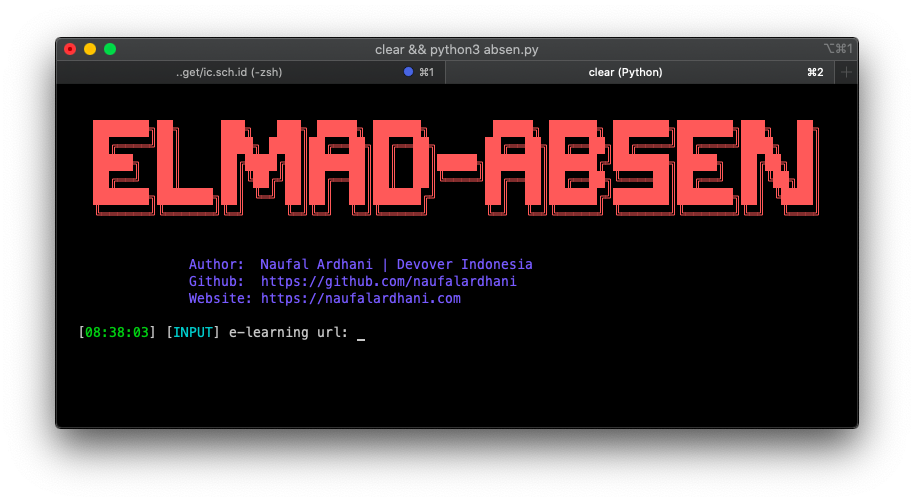 clear && python3 absen.py
⌥⌘1
..get/ic.sch.id (-zsh)
⌘1
clear (Python)
⌘2
ELMAD-ABSEN
Author:  Naufal Ardhani | Devover Indonesia
Github:  https://github.com/naufalardhani
Website: https://naufalardhani.com
[08:38:03] [INPUT] e-learning url: _